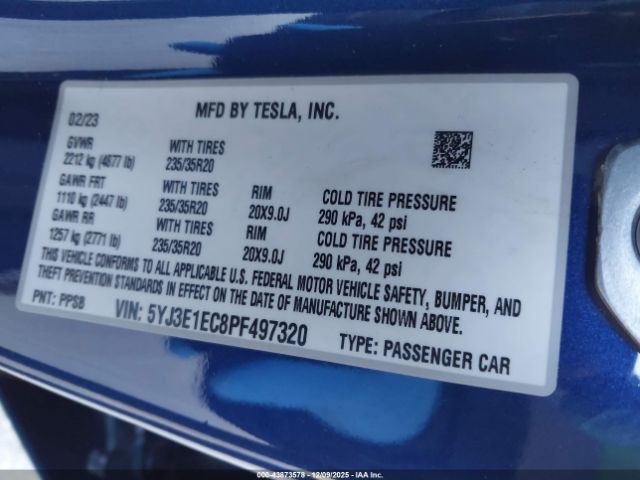 02/23 MFD BY TESLA, INC.
GVWR WITH TIRES
2212 kg (4877 lb) 235/35R20
GAWR FRT WITH TIRES RIM COLD TIRE PRESSURE
1110 kg (2447 lb) 235/35R20 20X9.0J 290 kPa, 42 psi
GAWR RR WITH TIRES RIM COLD TIRE PRESSURE
1257 kg (2771 lb) 235/35R20 20X9.0J 290 kPa, 42 psi
THIS VEHICLE CONFORMS TO ALL APPLICABLE U.S. FEDERAL MOTOR VEHICLE SAFETY, BUMPER, AND
THEFT PREVENTION STANDARDS IN EFFECT ON THE DATE OF MANUFACTURE SHOWN ABOVE.
PNT: PPSB VIN: 5YJ3E1EC8PF497320 TYPE: PASSENGER CAR
000-43873578 - 12/09/2025 - IAA Inc.